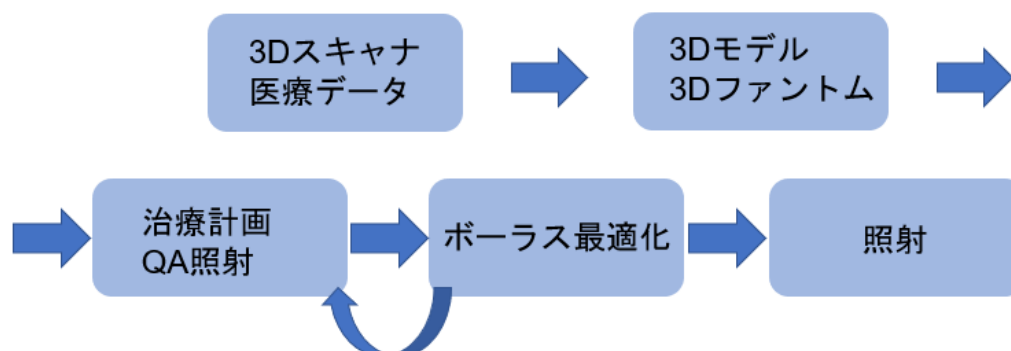 3Dスキャナ
医療データ
3Dモデル
3Dファントム
治療計画
QA照射
ボーラス最適化
照射